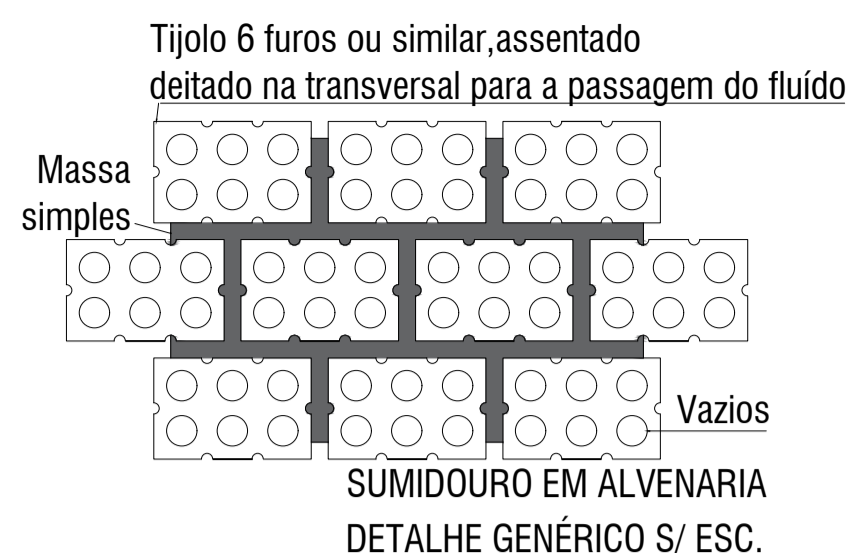 Tijolo 6 furos ou similar,assentado
deitado na transversal para a passagem do fluído
Massa
simples
Vazios
SUMIDOURO EM ALVENARIA
DETALHE GENÉRICO S/ ESC.